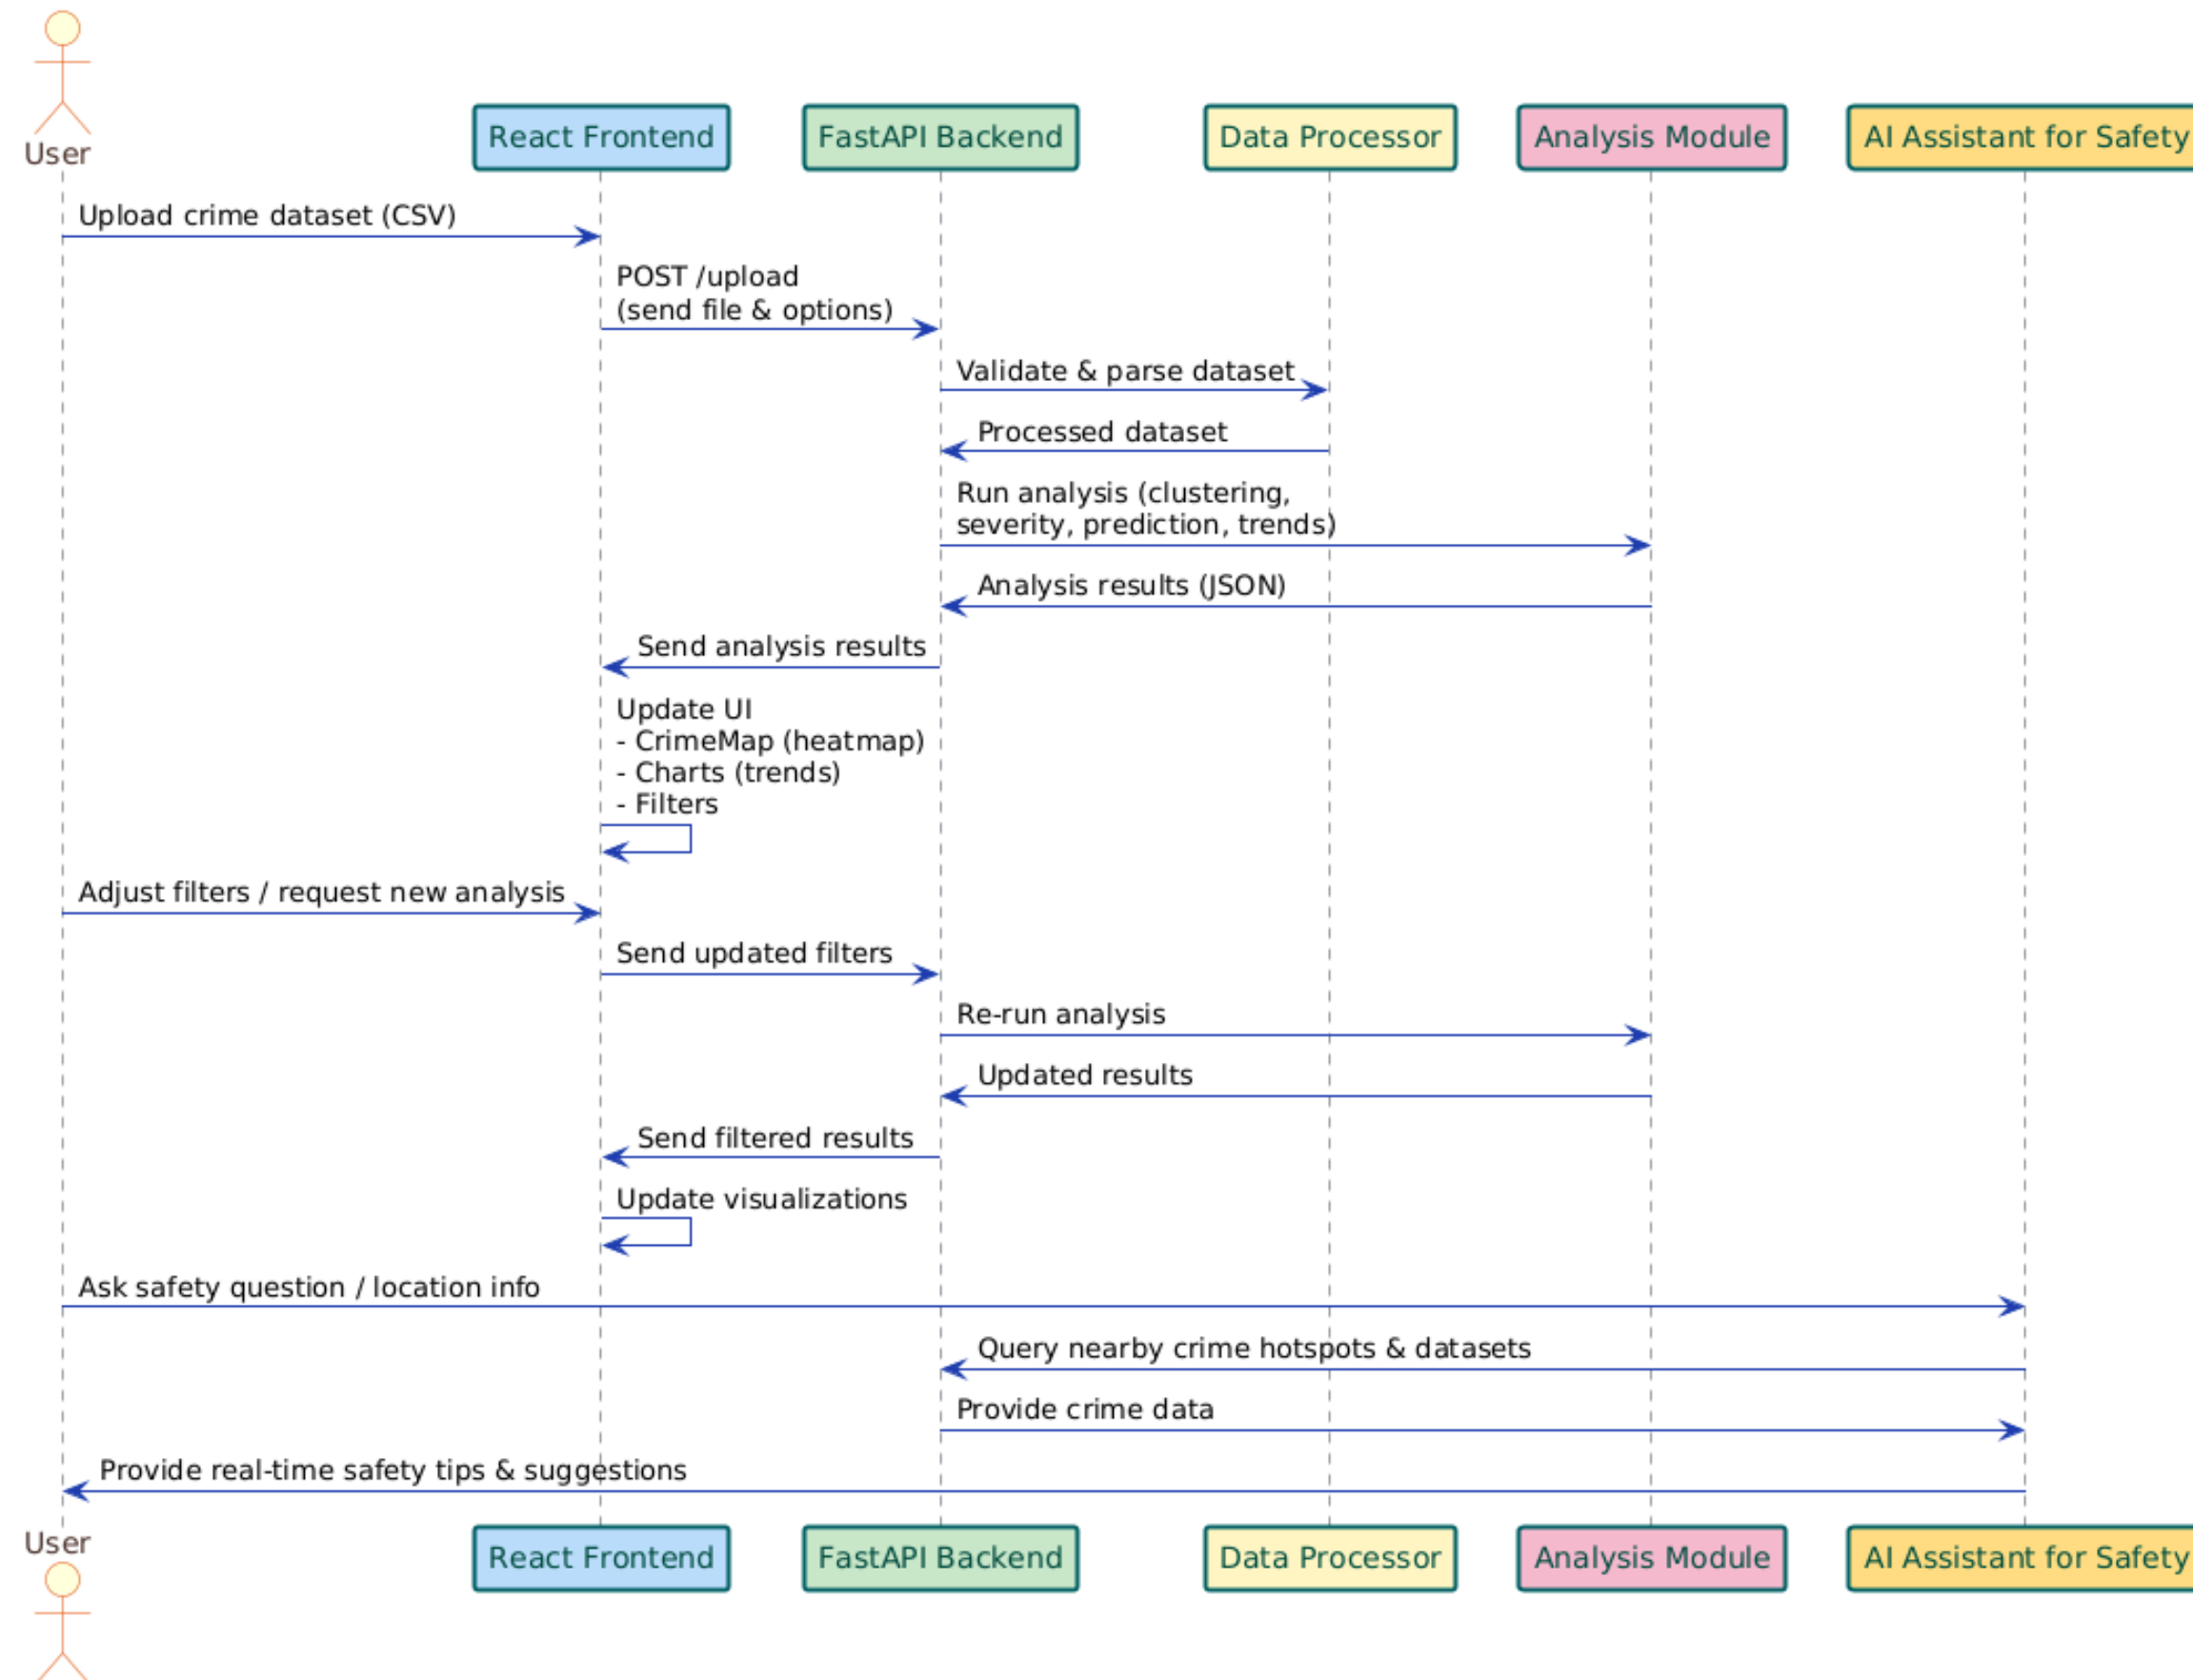 User
React Frontend
FastAPI Backend
Data Processor
Analysis Module
AI Assistant for Safety
Upload crime dataset (CSV)
POST /upload
(send file & options)
Validate & parse dataset
Processed dataset
Run analysis (clustering,
severity, prediction, trends)
Analysis results (JSON)
Send analysis results
Update UI
- CrimeMap (heatmap)
- Charts (trends)
- Filters
Adjust filters / request new analysis
Send updated filters
Re-run analysis
Updated results
Send filtered results
Update visualizations
Ask safety question / location info
Query nearby crime hotspots & datasets
Provide crime data
Provide real-time safety tips & suggestions
User
React Frontend
FastAPI Backend
Data Processor
Analysis Module
AI Assistant for Safety